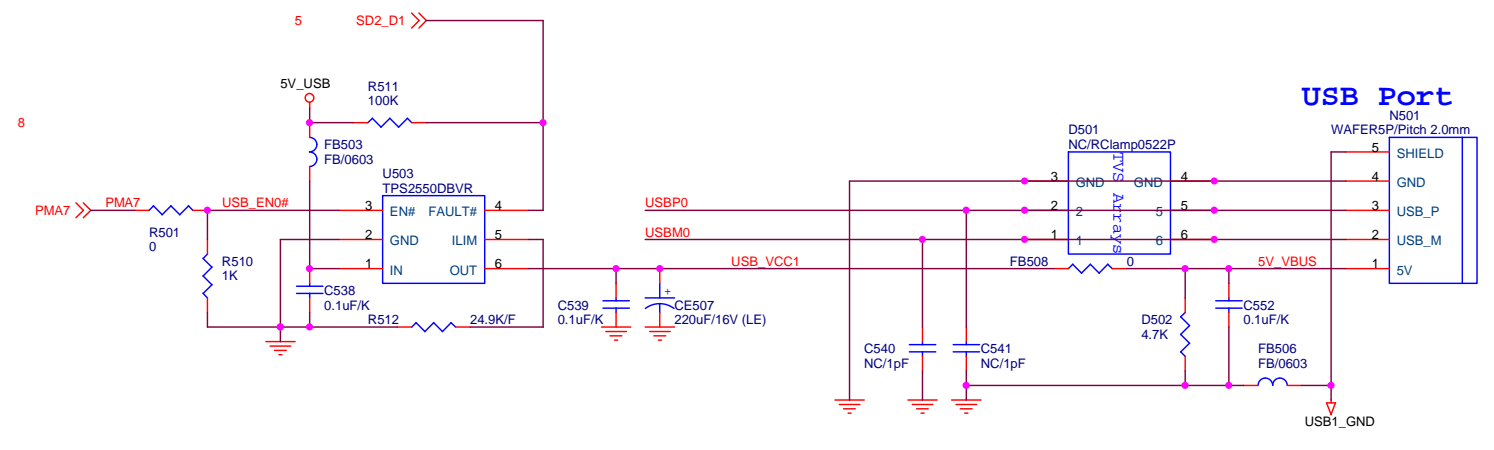 5 SD2_D1
5V_USB
R511
100K
USB Port
N501
WAFER5P/Pitch 2.0mm
8
D501
NC/RClamp0522P
FB503
FB/0603
5 SHIELD
U503
TPS2550DBVR
TVS Arrays
3 GND GND 4
4 GND
PMA7 PMA7 USB_EN0#
3 EN# FAULT# 4
USBP0
2 2 5 5
3 USB_P
R501
0
2 GND ILIM 5
USBM0
1 1 6 6
2 USB_M
R510
1K
1 IN OUT 6
USB_VCC1
FB508 0
5V_VBUS
1 5V
C538
0.1uF/K
C539
0.1uF/K
+
CE507
220uF/16V (LE)
C552
0.1uF/K
R512 24.9K/F
D502
4.7K
C540
NC/1pF
C541
NC/1pF
FB506
FB/0603
USB1_GND